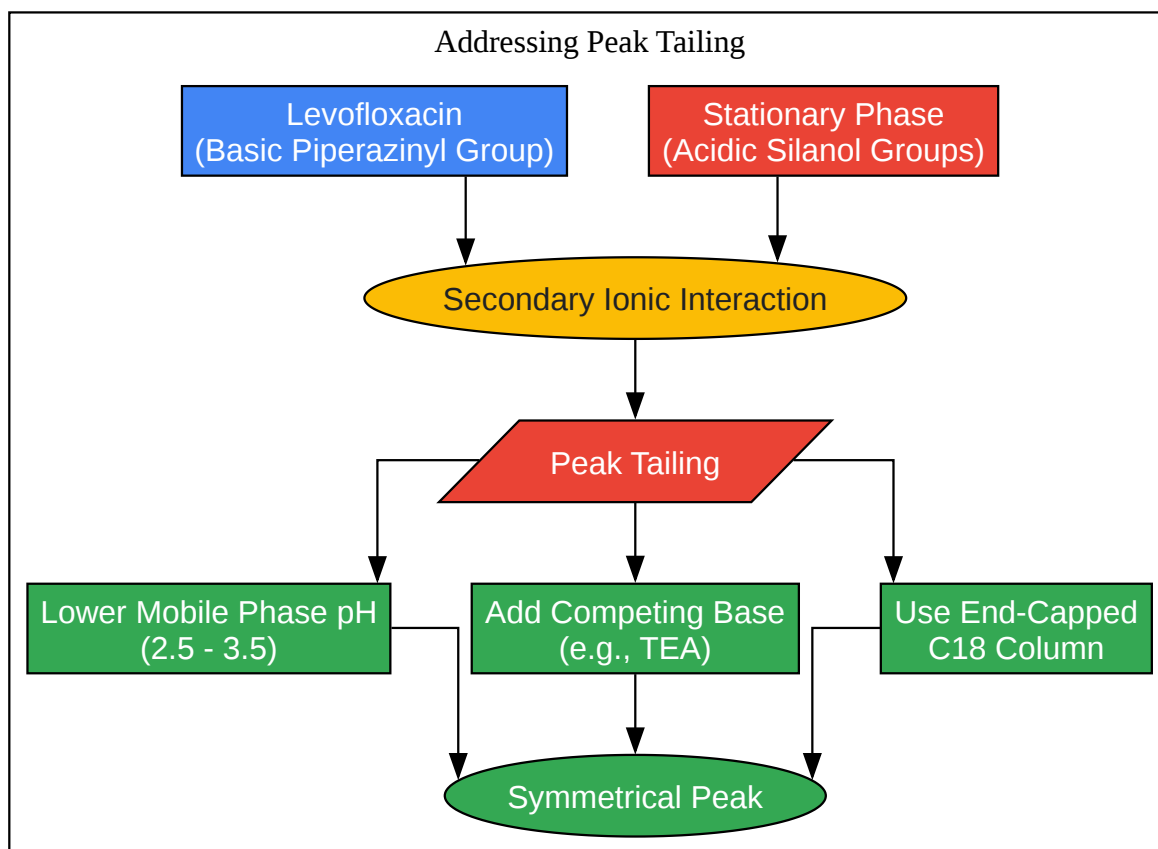 Addressing Peak Tailing
Levofloxacin
(Basic Piperazinyl Group)
Stationary Phase
(Acidic Silanol Groups)
Secondary Ionic Interaction
Peak Tailing
Lower Mobile Phase pH
(2.5 - 3.5)
Add Competing Base
(e.g., TEA)
Use End-Capped
C18 Column
Symmetrical Peak